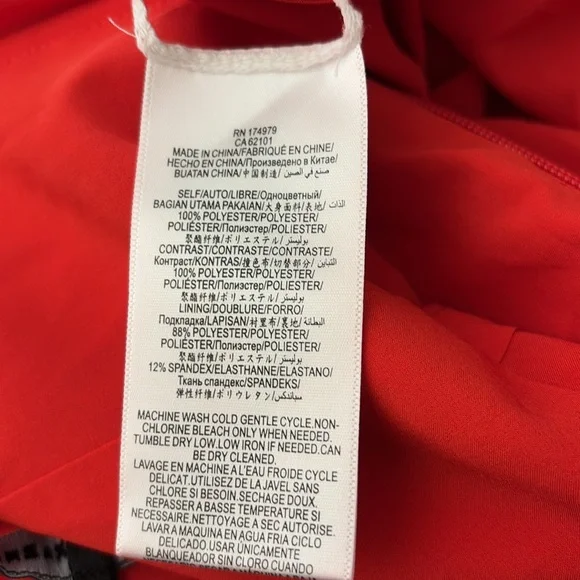 RN 174979
CA 62101
MADE IN CHINA/FABRIQUÉ EN CHINE/
HECHO EN CHINA/Произведено в Китае/
BUATAN CHINA/中国制造/ صنع في الصين
SELF/AUTO/LIBRE/Одноцветный/
BAGIAN UTAMA PAKAIAN/大身面料/表地/ الذات
100% POLYESTER/POLYESTER/
POLIÉSTER/Полиэстер/POLIESTER/
聚酯纤维/ポリエステル/ بوليستر
CONTRAST/CONTRASTE/CONTRASTE/
Контраст/KONTRAS/撞色布/切替部分/ التباين
100% POLYESTER/POLYESTER/
POLIÉSTER/Полиэстер/POLIESTER/
聚酯纤维/ポリエステル/ بوليستر
LINING/DOUBLURE/FORRO/
Подкладка/LAPISAN/衬里布/裏地/ البطانة
88% POLYESTER/POLYESTER/
POLIÉSTER/Полиэстер/POLIESTER/
聚酯纤维/ポリエステル/ بوليستر
12% SPANDEX/ELASTHANNE/ELASTANO/
Ткань спандекс/SPANDEKS/
弹性纤维/ポリウレタン/ سباندكس
MACHINE WASH COLD GENTLE CYCLE.NON-
CHLORINE BLEACH ONLY WHEN NEEDED.
TUMBLE DRY LOW.LOW IRON IF NEEDED.CAN
BE DRY CLEANED.
LAVAGE EN MACHINE A L'EAU FROIDE CYCLE
DELICAT.UTILISEZ DE LA JAVEL SANS
CHLORE SI BESOIN.SECHAGE DOUX.
REPASSER A BASSE TEMPERATURE SI
NECESSAIRE.NETTOYAGE A SEC AUTORISE.
LAVAR A MAQUINA EN AGUA FRIA CICLO
DELICADO.USAR ÚNICAMENTE
BLANQUEADOR SIN CLORO CUANDO